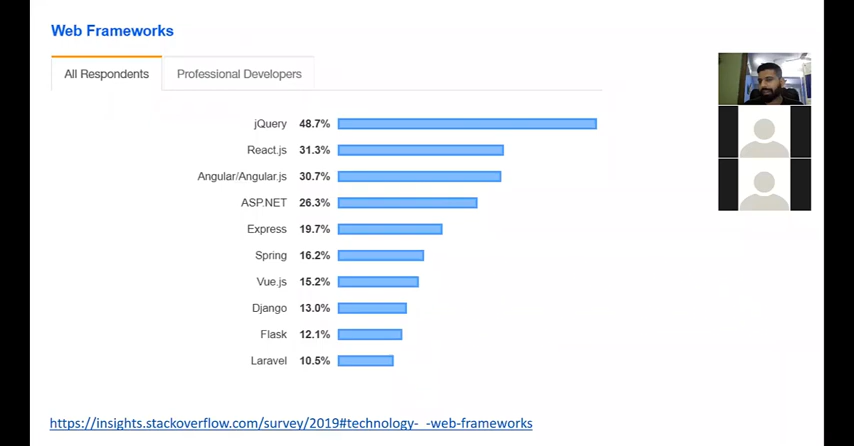 Web Frameworks
All Respondents
Professional Developers
jQuery 48.7%
React.js 31.3%
Angular/Angular.js 30.7%
ASP.NET 26.3%
Express 19.7%
Spring 16.2%
Vue.js 15.2%
Django 13.0%
Flask 12.1%
Laravel 10.5%
https://insights.stackoverflow.com/survey/2019#technology-_-web-frameworks